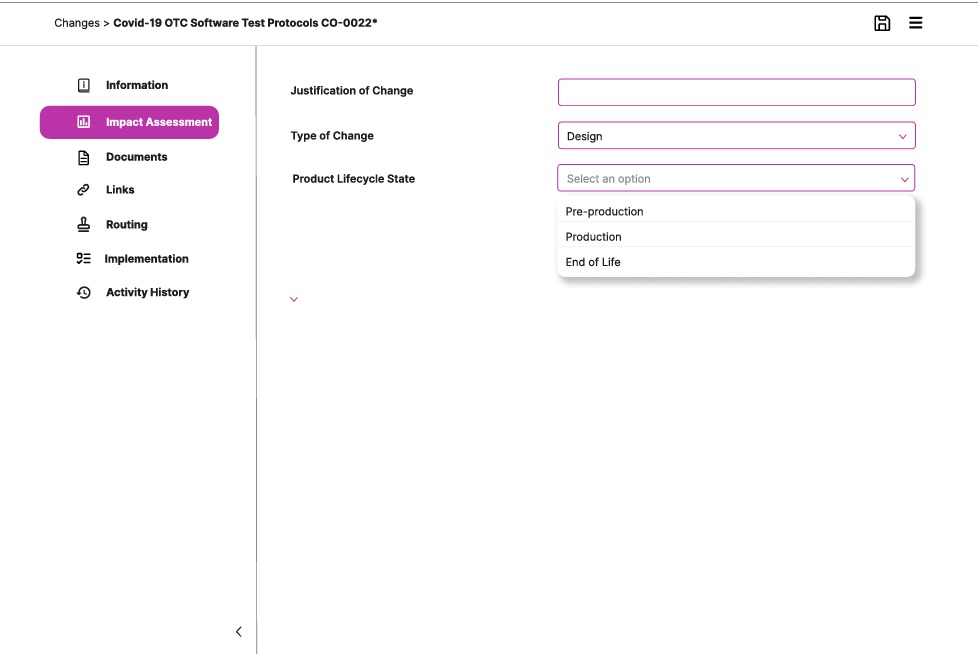 Changes > Covid-19 OTC Software Test Protocols CO-0022*
Information
Impact Assessment
Documents
Links
Routing
Implementation
Activity History
Justification of Change
Type of Change
Design
Product Lifecycle State
Select an option
Pre-production
Production
End of Life